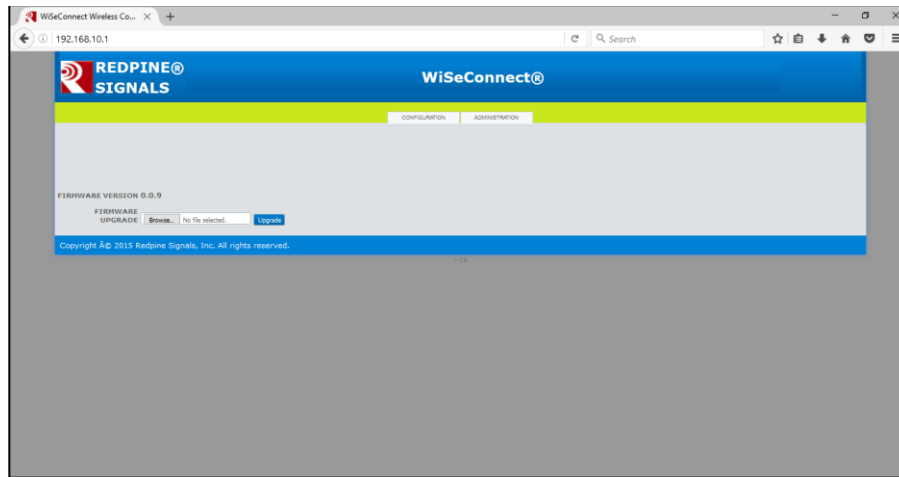 WiSeConnect Wireless Co...
192.168.10.1
Search
REDPINE®
SIGNALS
WiSeConnect®
CONFIGURATION
ADMINISTRATION
FIRMWARE VERSION 0.0.9
FIRMWARE
UPGRADE
Browse...
No file selected.
Upgrade
Copyright Â© 2015 Redpine Signals, Inc. All rights reserved.